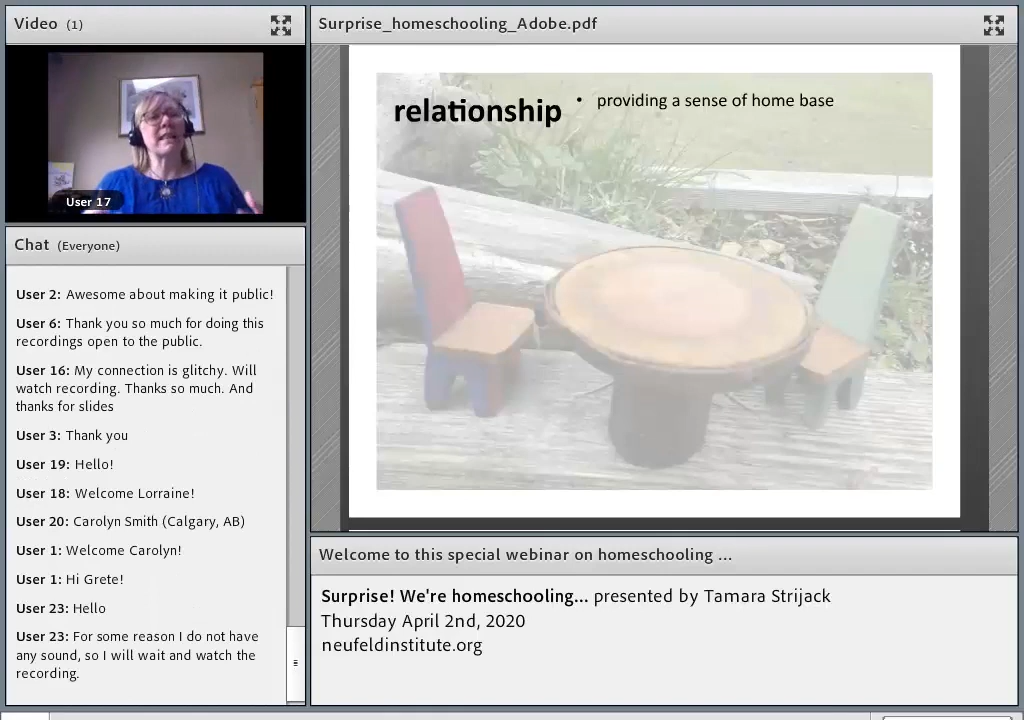 Video (1)
User 17
Chat (Everyone)
User 2: Awesome about making it public!
User 6: Thank you so much for doing this
recordings open to the public.
User 16: My connection is glitchy. Will
watch recording. Thanks so much. And
thanks for slides
User 3: Thank you
User 19: Hello!
User 18: Welcome Lorraine!
User 20: Carolyn Smith (Calgary, AB)
User 1: Welcome Carolyn!
User 1: Hi Grete!
User 23: Hello
User 23: For some reason I do not have
any sound, so I will wait and watch the
recording.
Surprise_homeschooling_Adobe.pdf
relationship • providing a sense of home base
Welcome to this special webinar on homeschooling ...
Surprise! We're homeschooling... presented by Tamara Strijack
Thursday April 2nd, 2020
neufeldinstitute.org